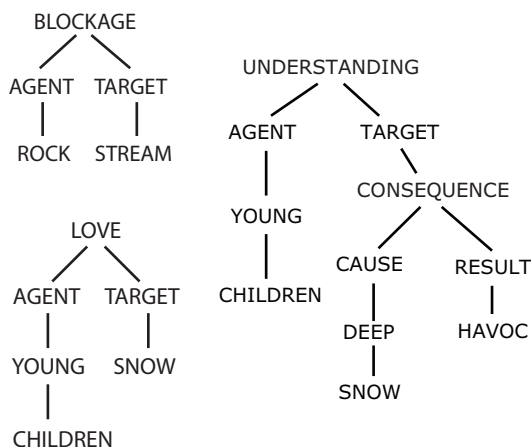 BLOCKAGE
AGENT TARGET
ROCK STREAM
LOVE
AGENT TARGET
YOUNG SNOW
CHILDREN
UNDERSTANDING
AGENT TARGET
CONSEQUENCE
YOUNG
CAUSE RESULT
CHILDREN
DEEP HAVOC
SNOW